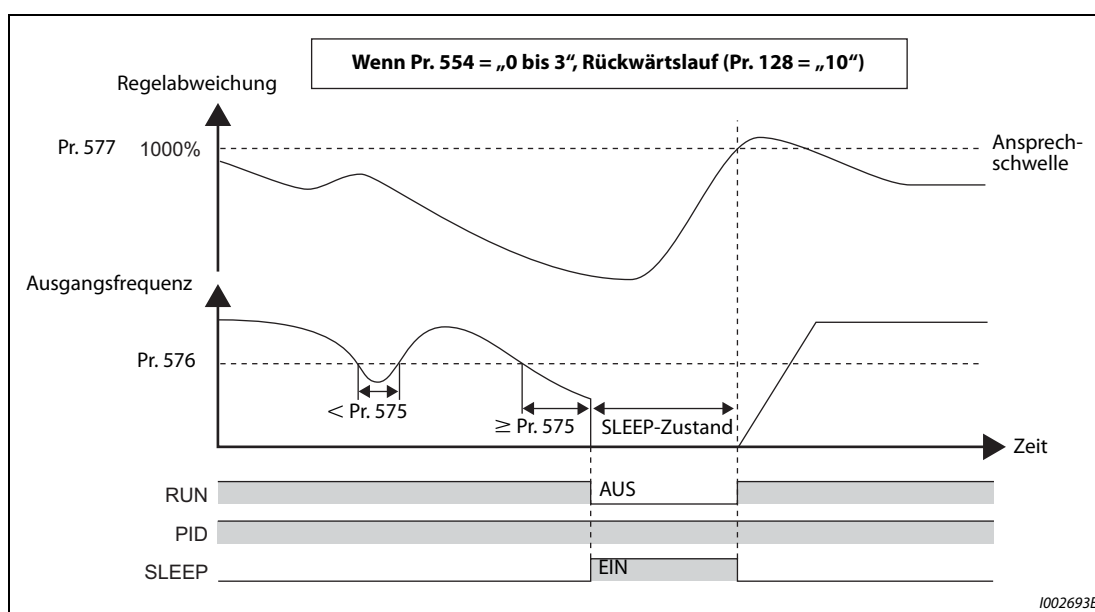 Wenn Pr. 554 = „0 bis 3“, Rückwärtslauf (Pr. 128 = „10“)
Regelabweichung
Pr. 577 1000%
Ansprech-
schwelle
Ausgangsfrequenz
Pr. 576
< Pr. 575
≥ Pr. 575
SLEEP-Zustand
Zeit
RUN
AUS
PID
SLEEP
EIN
I002693E